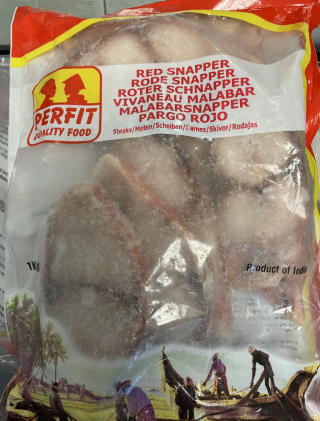 PERFIT
QUALITY FOOD
RED SNAPPER
RODE SNAPPER
ROTER SCHNAPPER
VIVANEAU MALABAR
MALABARSNAPPER
PARGO ROJO
Steaks/Moten/Scheiben/Larnes/Skivor/Rodajas
1Kg
Product of India